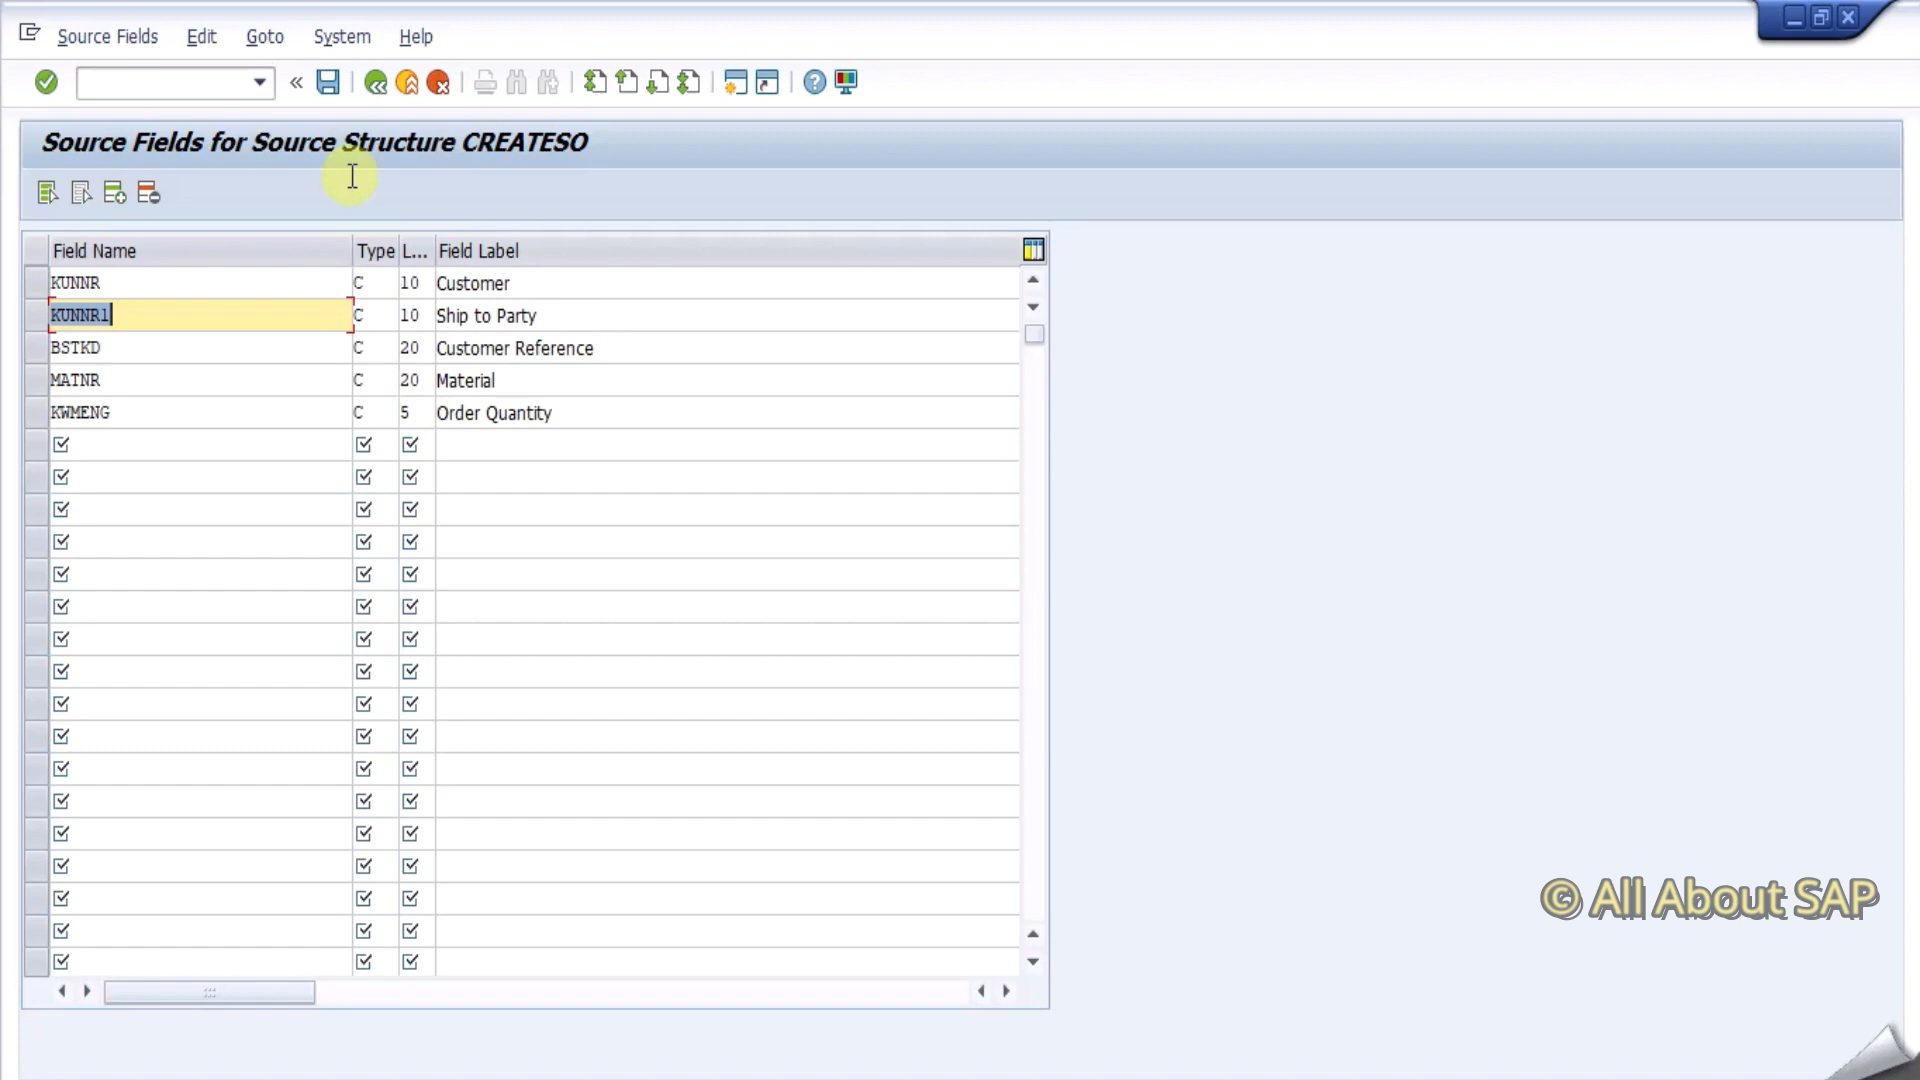 Source Fields Edit Goto System Help
Source Fields for Source Structure CREATESO
Field Name Type L... Field Label
KUNNR C 10 Customer
KUNNR1 C 10 Ship to Party
BSTKD C 20 Customer Reference
MATNR C 20 Material
KWMENG C 5 Order Quantity
© All About SAP